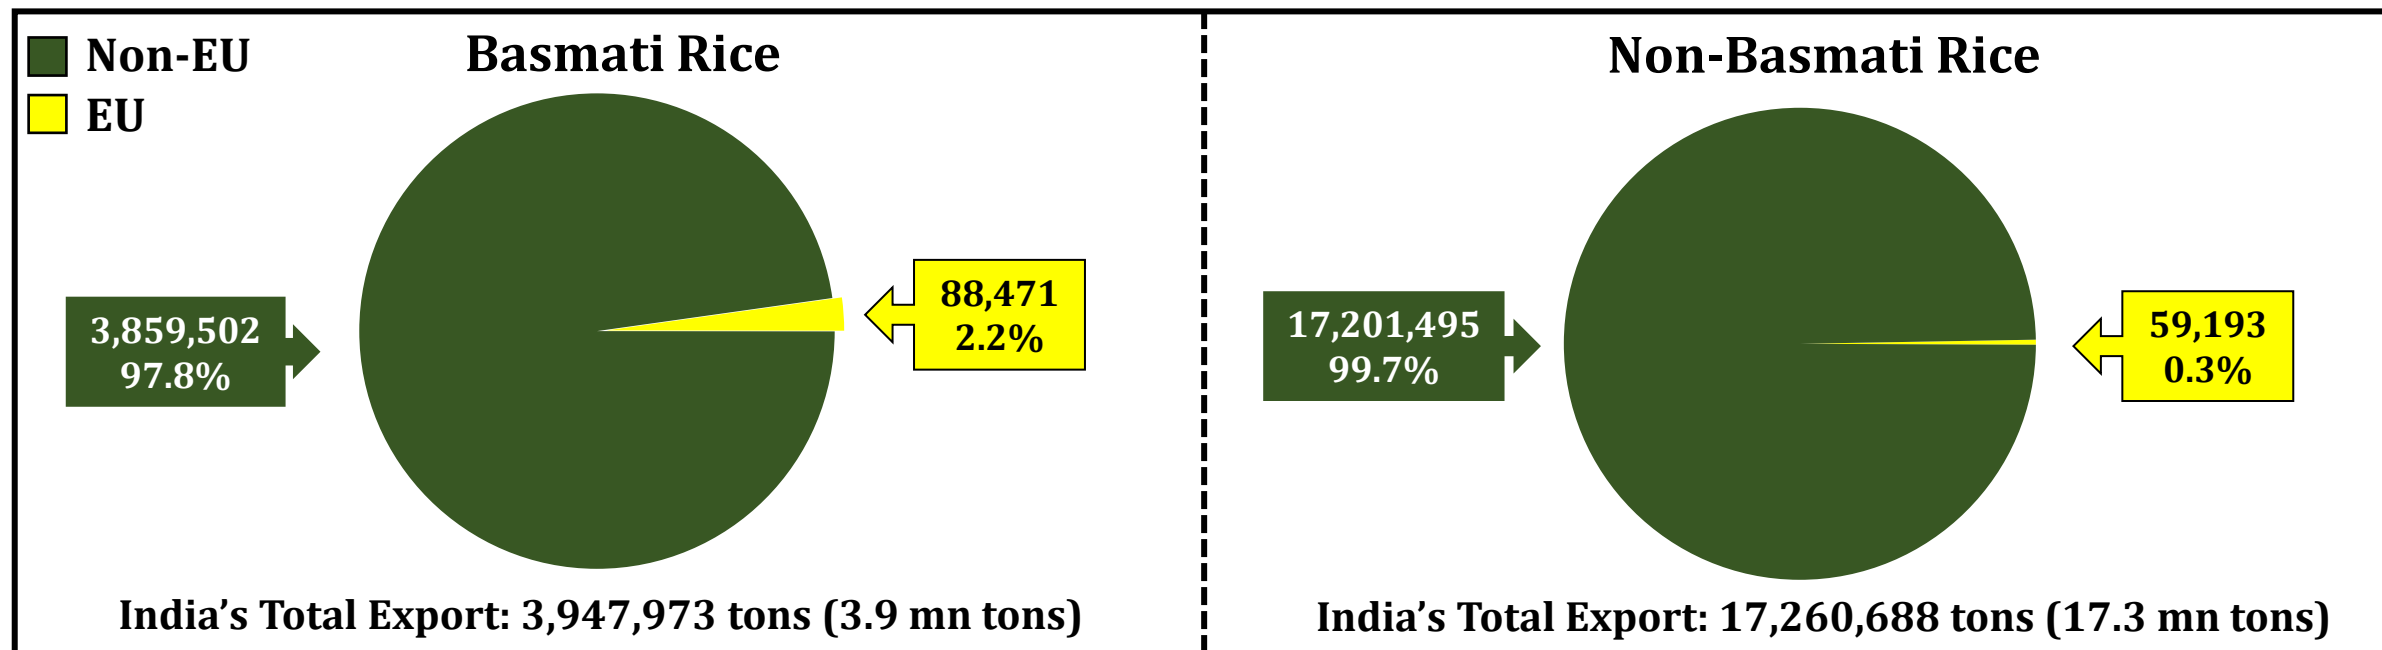 Non-EU
EU
Basmati Rice
3,859,502
97.8%
88,471
2.2%
India’s Total Export: 3,947,973 tons (3.9 mn tons)
Non-Basmati Rice
17,201,495
99.7%
59,193
0.3%
India’s Total Export: 17,260,688 tons (17.3 mn tons)